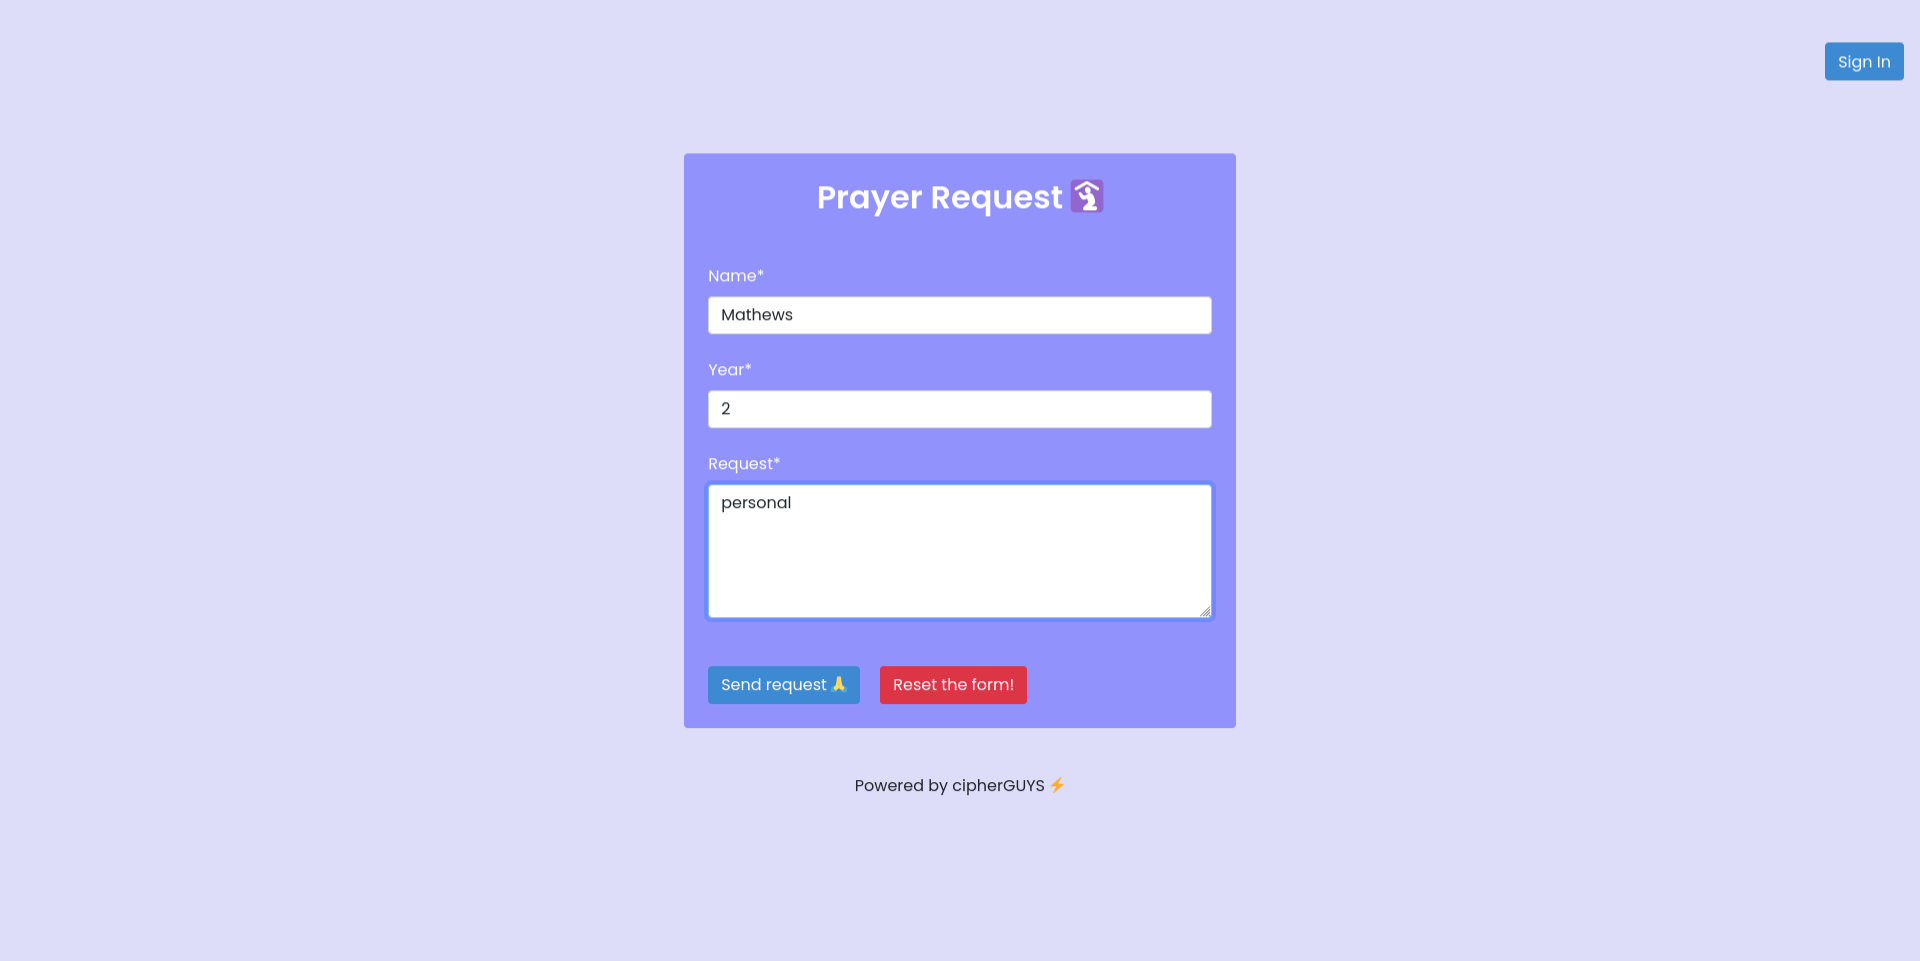 Sign In
Prayer Request 🛐
Name*
Mathews
Year*
2
Request*
personal
Send request 🙏 Reset the form!
Powered by cipherGUYS ⚡